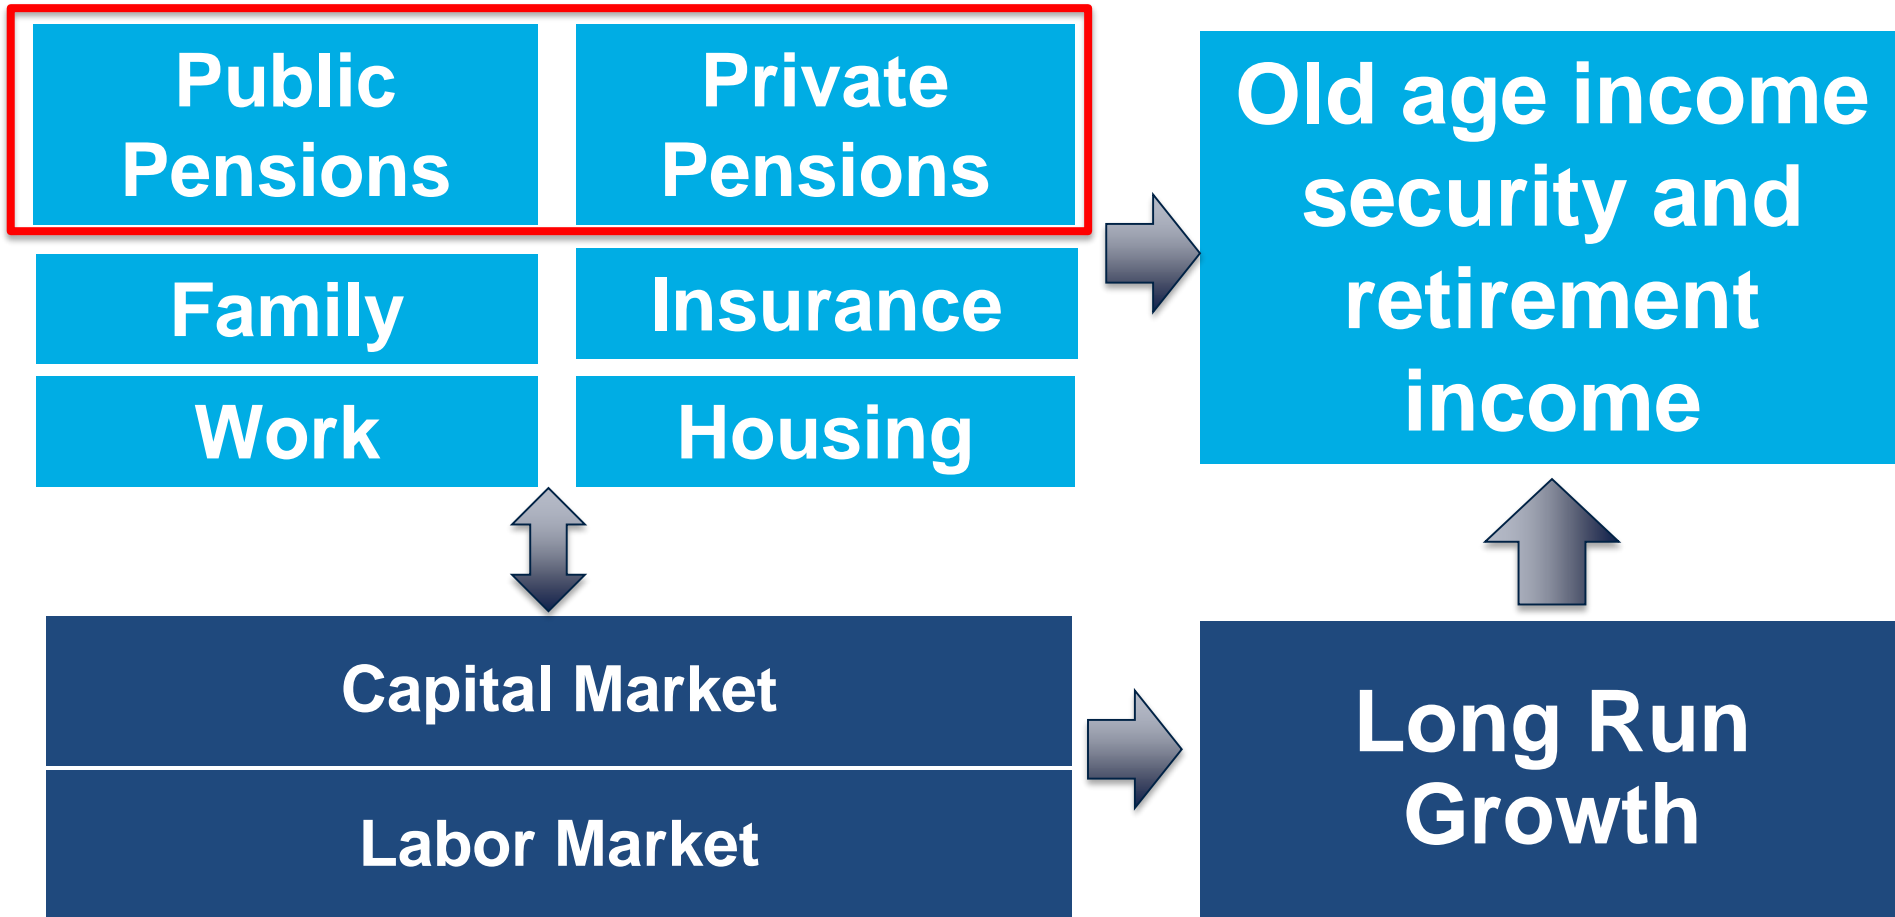 Public
Pensions
Private
Pensions
Family
Insurance
Work
Housing
Old age income
security and
retirement
income
Capital Market
Labor Market
Long Run
Growth